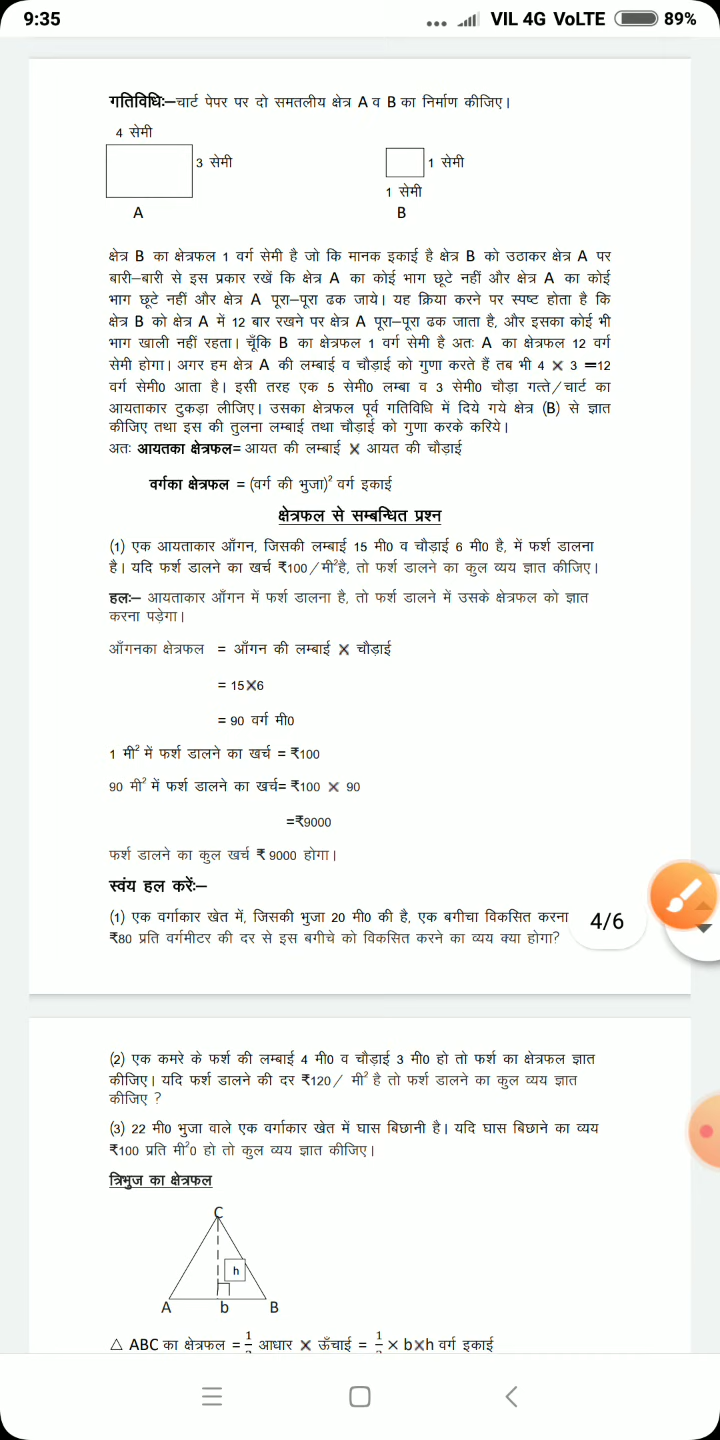 9:35
... VIL 4G VoLTE 89%
गतिविधिः–चार्ट पेपर पर दो समतलीय क्षेत्र A व B का निर्माण कीजिए।
4 सेमी
3 सेमी
1 सेमी
1 सेमी
A
B
क्षेत्र B का क्षेत्रफल 1 वर्ग सेमी है जो कि मानक इकाई है क्षेत्र B को उठाकर क्षेत्र A पर
बारी–बारी से इस प्रकार रखें कि क्षेत्र A का कोई भाग छूटे नहीं और क्षेत्र A का कोई
भाग छूटे नहीं और क्षेत्र A पूरा–पूरा ढक जाये। यह क्रिया करने पर स्पष्ट होता है कि
क्षेत्र B को क्षेत्र A में 12 बार रखने पर क्षेत्र A पूरा–पूरा ढक जाता है, और इसका कोई भी
भाग खाली नहीं रहता। चूँकि B का क्षेत्रफल 1 वर्ग सेमी है अतः A का क्षेत्रफल 12 वर्ग
सेमी होगा। अगर हम क्षेत्र A की लम्बाई व चौड़ाई को गुणा करते हैं तब भी 4 × 3 =12
वर्ग सेमी0 आता है। इसी तरह एक 5 सेमी0 लम्बा व 3 सेमी0 चौड़ा गत्ते/चार्ट का
आयताकार टुकड़ा लीजिए। उसका क्षेत्रफल पूर्व गतिविधि में दिये गये क्षेत्र (B) से ज्ञात
कीजिए तथा इस की तुलना लम्बाई तथा चौड़ाई को गुणा करके करिये।
अतः आयतका क्षेत्रफल= आयत की लम्बाई × आयत की चौड़ाई
वर्गका क्षेत्रफल = (वर्ग की भुजा)² वर्ग इकाई
क्षेत्रफल से सम्बन्धित प्रश्न
(1) एक आयताकार आँगन, जिसकी लम्बाई 15 मी0 व चौड़ाई 6 मी0 है, में फर्श डालना
है। यदि फर्श डालने का खर्च ₹100/मी²है, तो फर्श डालने का कुल व्यय ज्ञात कीजिए।
हलः– आयताकार आँगन में फर्श डालना है, तो फर्श डालने में उसके क्षेत्रफल को ज्ञात
करना पड़ेगा।
आँगनका क्षेत्रफल = आँगन की लम्बाई × चौड़ाई
= 15×6
= 90 वर्ग मी0
1 मी² में फर्श डालने का खर्च = ₹100
90 मी² में फर्श डालने का खर्च= ₹100 × 90
=₹9000
फर्श डालने का कुल खर्च ₹ 9000 होगा।
स्वंय हल करेंः–
(1) एक वर्गाकार खेत में, जिसकी भुजा 20 मी0 की है, एक बगीचा विकसित करना
₹80 प्रति वर्गमीटर की दर से इस बगीचे को विकसित करने का व्यय क्या होगा?
4/6
(2) एक कमरे के फर्श की लम्बाई 4 मी0 व चौड़ाई 3 मी0 हो तो फर्श का क्षेत्रफल ज्ञात
कीजिए। यदि फर्श डालने की दर ₹120/ मी² है तो फर्श डालने का कुल व्यय ज्ञात
कीजिए ?
(3) 22 मी0 भुजा वाले एक वर्गाकार खेत में घास बिछानी है। यदि घास बिछाने का व्यय
₹100 प्रति मी²0 हो तो कुल व्यय ज्ञात कीजिए।
त्रिभुज का क्षेत्रफल
C
h
A b B
△ ABC का क्षेत्रफल = 1/2 आधार × ऊँचाई = 1/2 × b×h वर्ग इकाई